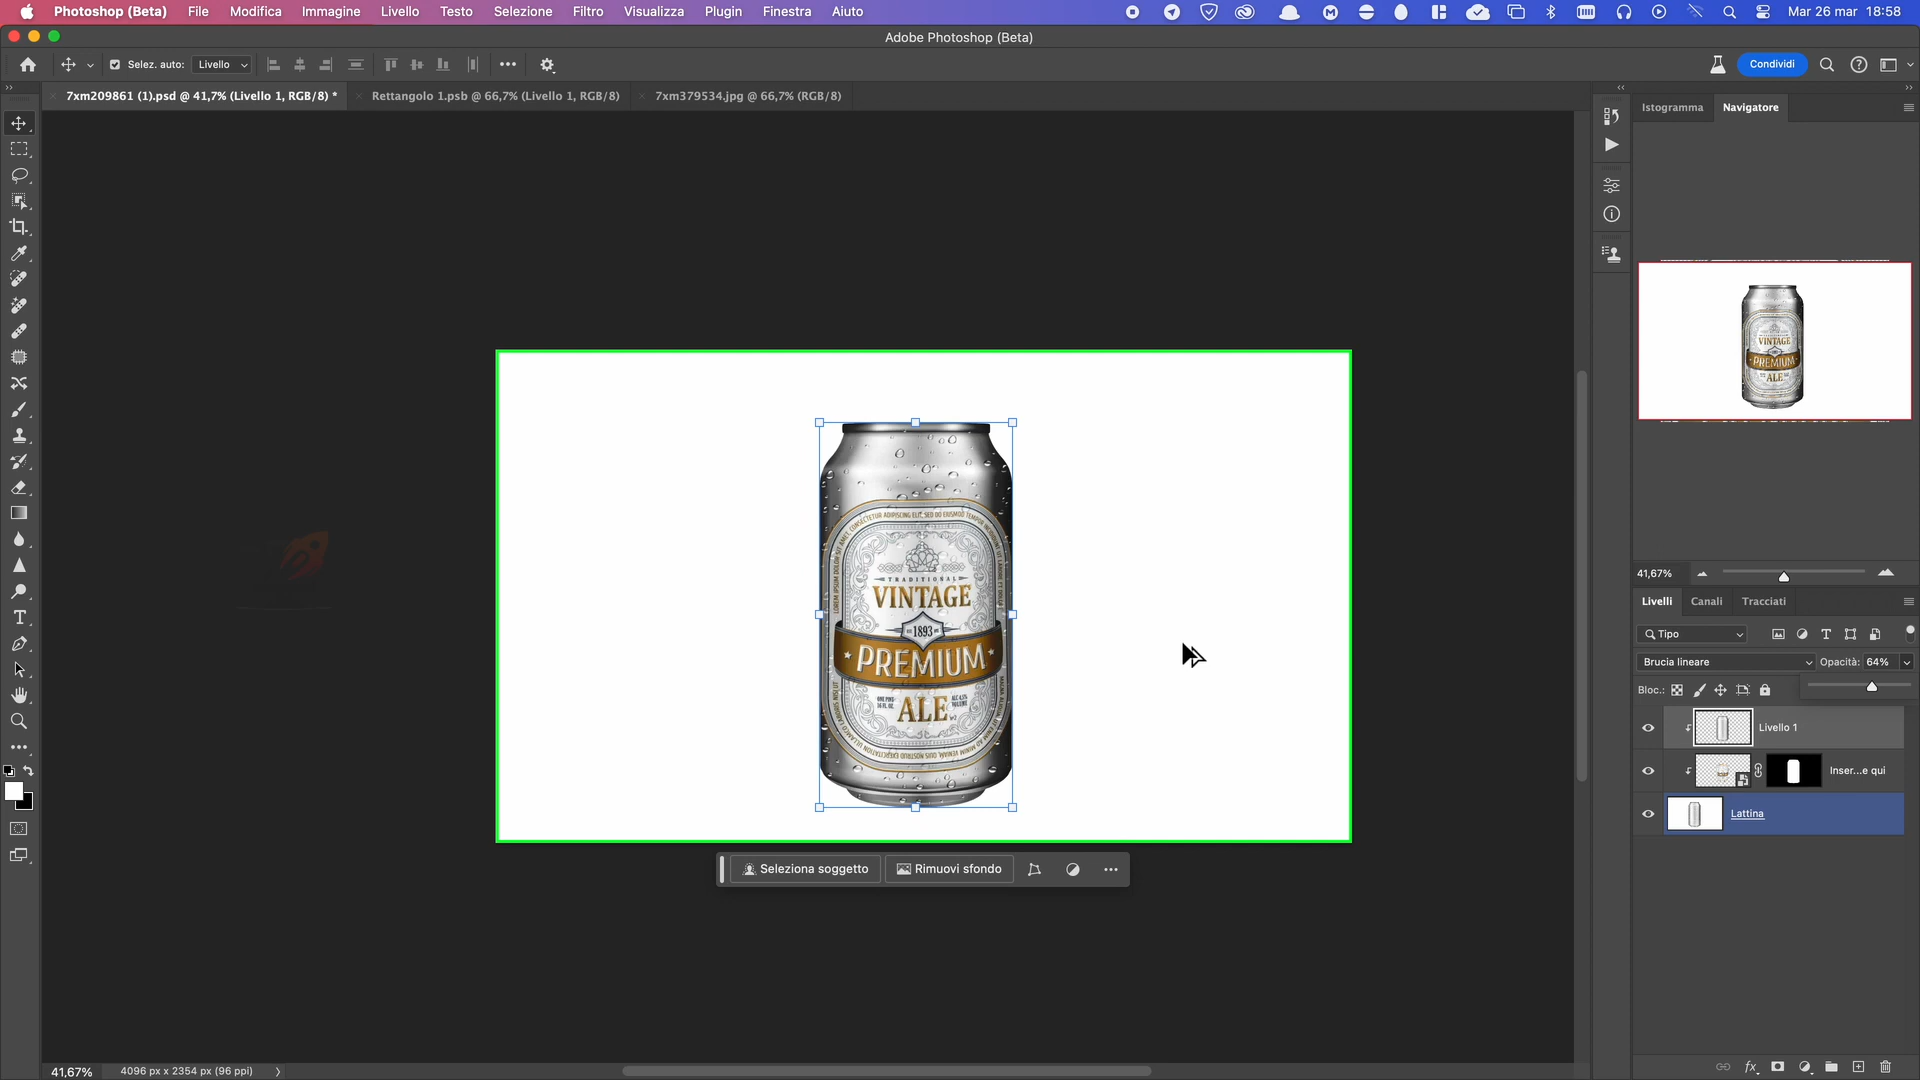 Photoshop (Beta) File Modifica Immagine Livello Testo Selezione Filtro Visualizza Plugin Finestra Aiuto Mar 26 mar 18:58
Adobe Photoshop (Beta)
Selez. auto: Livello Condividi
7xm209861 (1).psd @ 41,7% (Livello 1, RGB/8) * Rettangolo 1.psb @ 66,7% (Livello 1, RGB/8) 7xm379534.jpg @ 66,7% (RGB/8)
Istogramma Navigatore
TRADITIONAL
VINTAGE
1893
PREMIUM
ALE
41,67%
Livelli Canali Tracciati
Tipo
Brucia lineare Opacità: 64%
Bloc.:
Livello 1
Inser...e qui
Lattina
Seleziona soggetto Rimuovi sfondo
41,67% 4096 px x 2354 px (96 ppi)